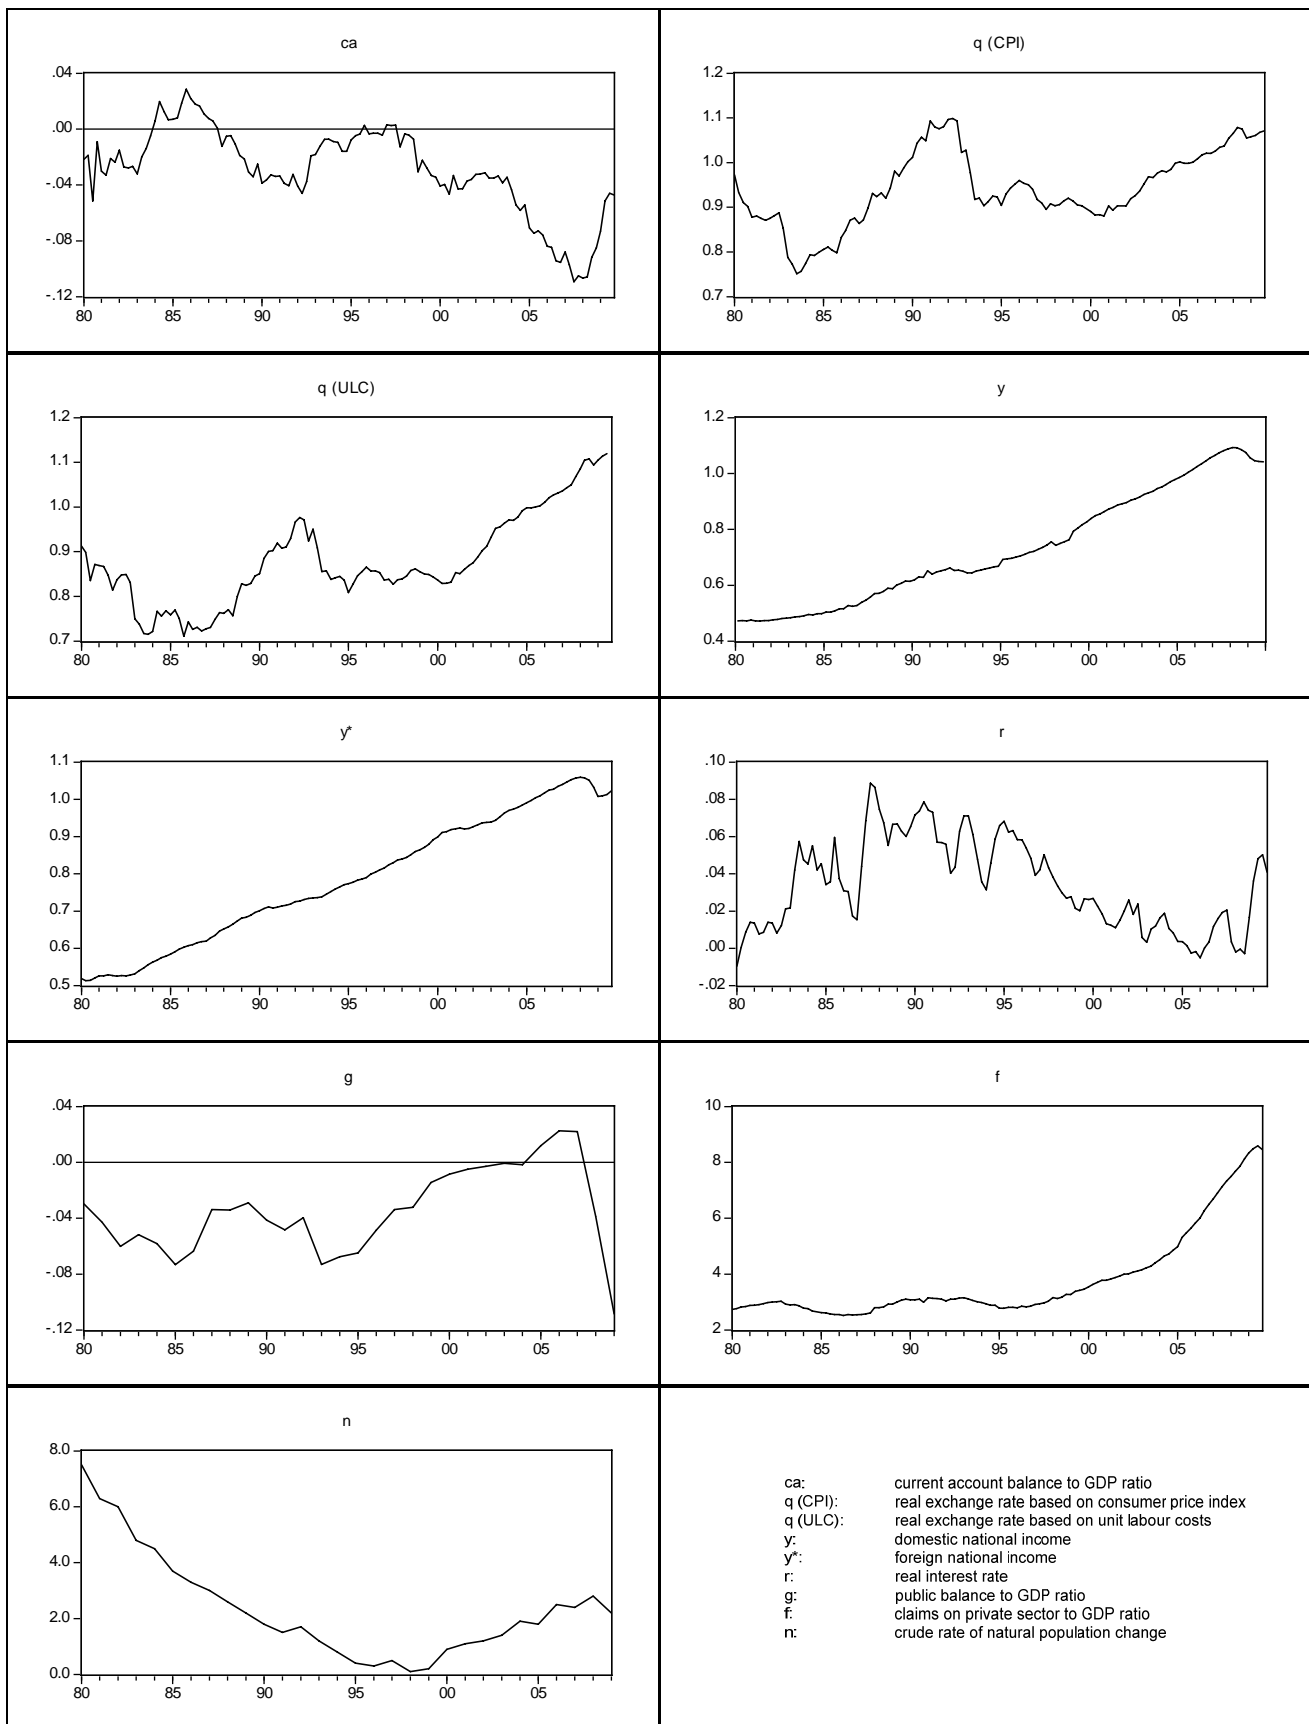 ca
.04
.00
-.04
-.08
-.12
80 85 90 95 00 05
q (CPI)
1.2
1.1
1.0
0.9
0.8
0.7
80 85 90 95 00 05
q (ULC)
1.2
1.1
1.0
0.9
0.8
0.7
80 85 90 95 00 05
y
1.2
1.0
0.8
0.6
0.4
80 85 90 95 00 05
y*
1.1
1.0
0.9
0.8
0.7
0.6
0.5
80 85 90 95 00 05
r
.10
.08
.06
.04
.02
.00
-.02
80 85 90 95 00 05
g
.04
.00
-.04
-.08
-.12
80 85 90 95 00 05
f
10
8
6
4
2
80 85 90 95 00 05
n
8.0
6.0
4.0
2.0
0.0
80 85 90 95 00 05
ca: current account balance to GDP ratio
q (CPI): real exchange rate based on consumer price index
q (ULC): real exchange rate based on unit labour costs
y: domestic national income
y*: foreign national income
r: real interest rate
g: public balance to GDP ratio
f: claims on private sector to GDP ratio
n: crude rate of natural population change